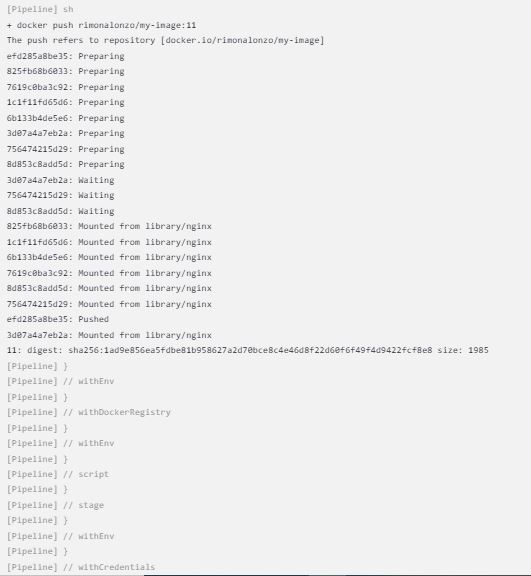 [Pipeline] sh
+ docker push rimonalonzo/my-image:11
The push refers to repository [docker.io/rimonalonzo/my-image]
efd285a8be35: Preparing
825fb68b6033: Preparing
7619c0ba3c92: Preparing
1c1f11fd65d6: Preparing
6b133b4de5e6: Preparing
3d07a4a7eb2a: Preparing
756474215d29: Preparing
8d853c8add5d: Preparing
3d07a4a7eb2a: Waiting
756474215d29: Waiting
8d853c8add5d: Waiting
825fb68b6033: Mounted from library/nginx
1c1f11fd65d6: Mounted from library/nginx
6b133b4de5e6: Mounted from library/nginx
7619c0ba3c92: Mounted from library/nginx
8d853c8add5d: Mounted from library/nginx
756474215d29: Mounted from library/nginx
efd285a8be35: Pushed
3d07a4a7eb2a: Mounted from library/nginx
11: digest: sha256:1ad9e856ea5fdbe81b958627a2d70bce8c4e46d8f22d60f6f49f4d9422fcf8e8 size: 1985
[Pipeline] }
[Pipeline] // withEnv
[Pipeline] }
[Pipeline] // withDockerRegistry
[Pipeline] }
[Pipeline] // withEnv
[Pipeline] }
[Pipeline] // script
[Pipeline] }
[Pipeline] // stage
[Pipeline] }
[Pipeline] // withEnv
[Pipeline] }
[Pipeline] // withCredentials